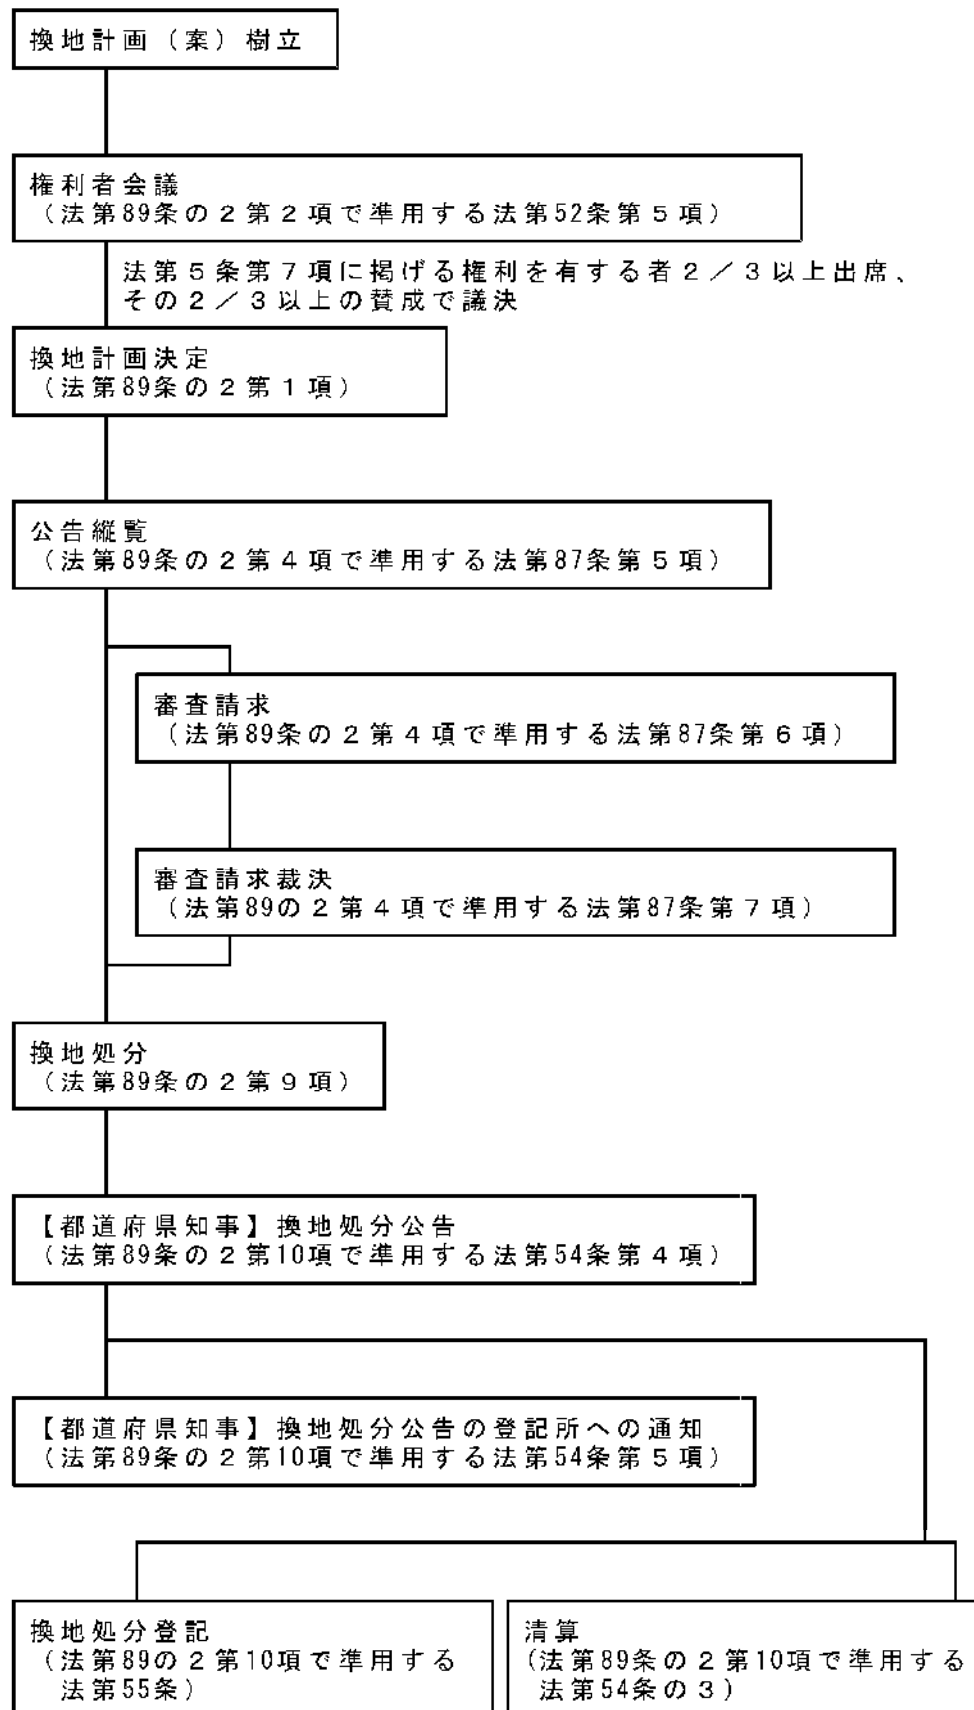 換地計画（案）樹立
権利者会議
（法第89条の２第２項で準用する法第52条第５項）
法第５条第７項に掲げる権利を有する者２／３以上出席、
その２／３以上の賛成で議決
換地計画決定
（法第89条の２第１項）
公告縦覧
（法第89条の２第４項で準用する法第87条第５項）
審査請求
（法第89条の２第４項で準用する法第87条第６項）
審査請求裁決
（法第89の２第４項で準用する法第87条第７項）
換地処分
（法第89条の２第９項）
【都道府県知事】換地処分公告
（法第89条の２第10項で準用する法第54条第４項）
【都道府県知事】換地処分公告の登記所への通知
（法第89条の２第10項で準用する法第54条第５項）
換地処分登記
（法第89の２第10項で準用する
法第55条）
清算
（法第89条の２第10項で準用する
法第54条の３）